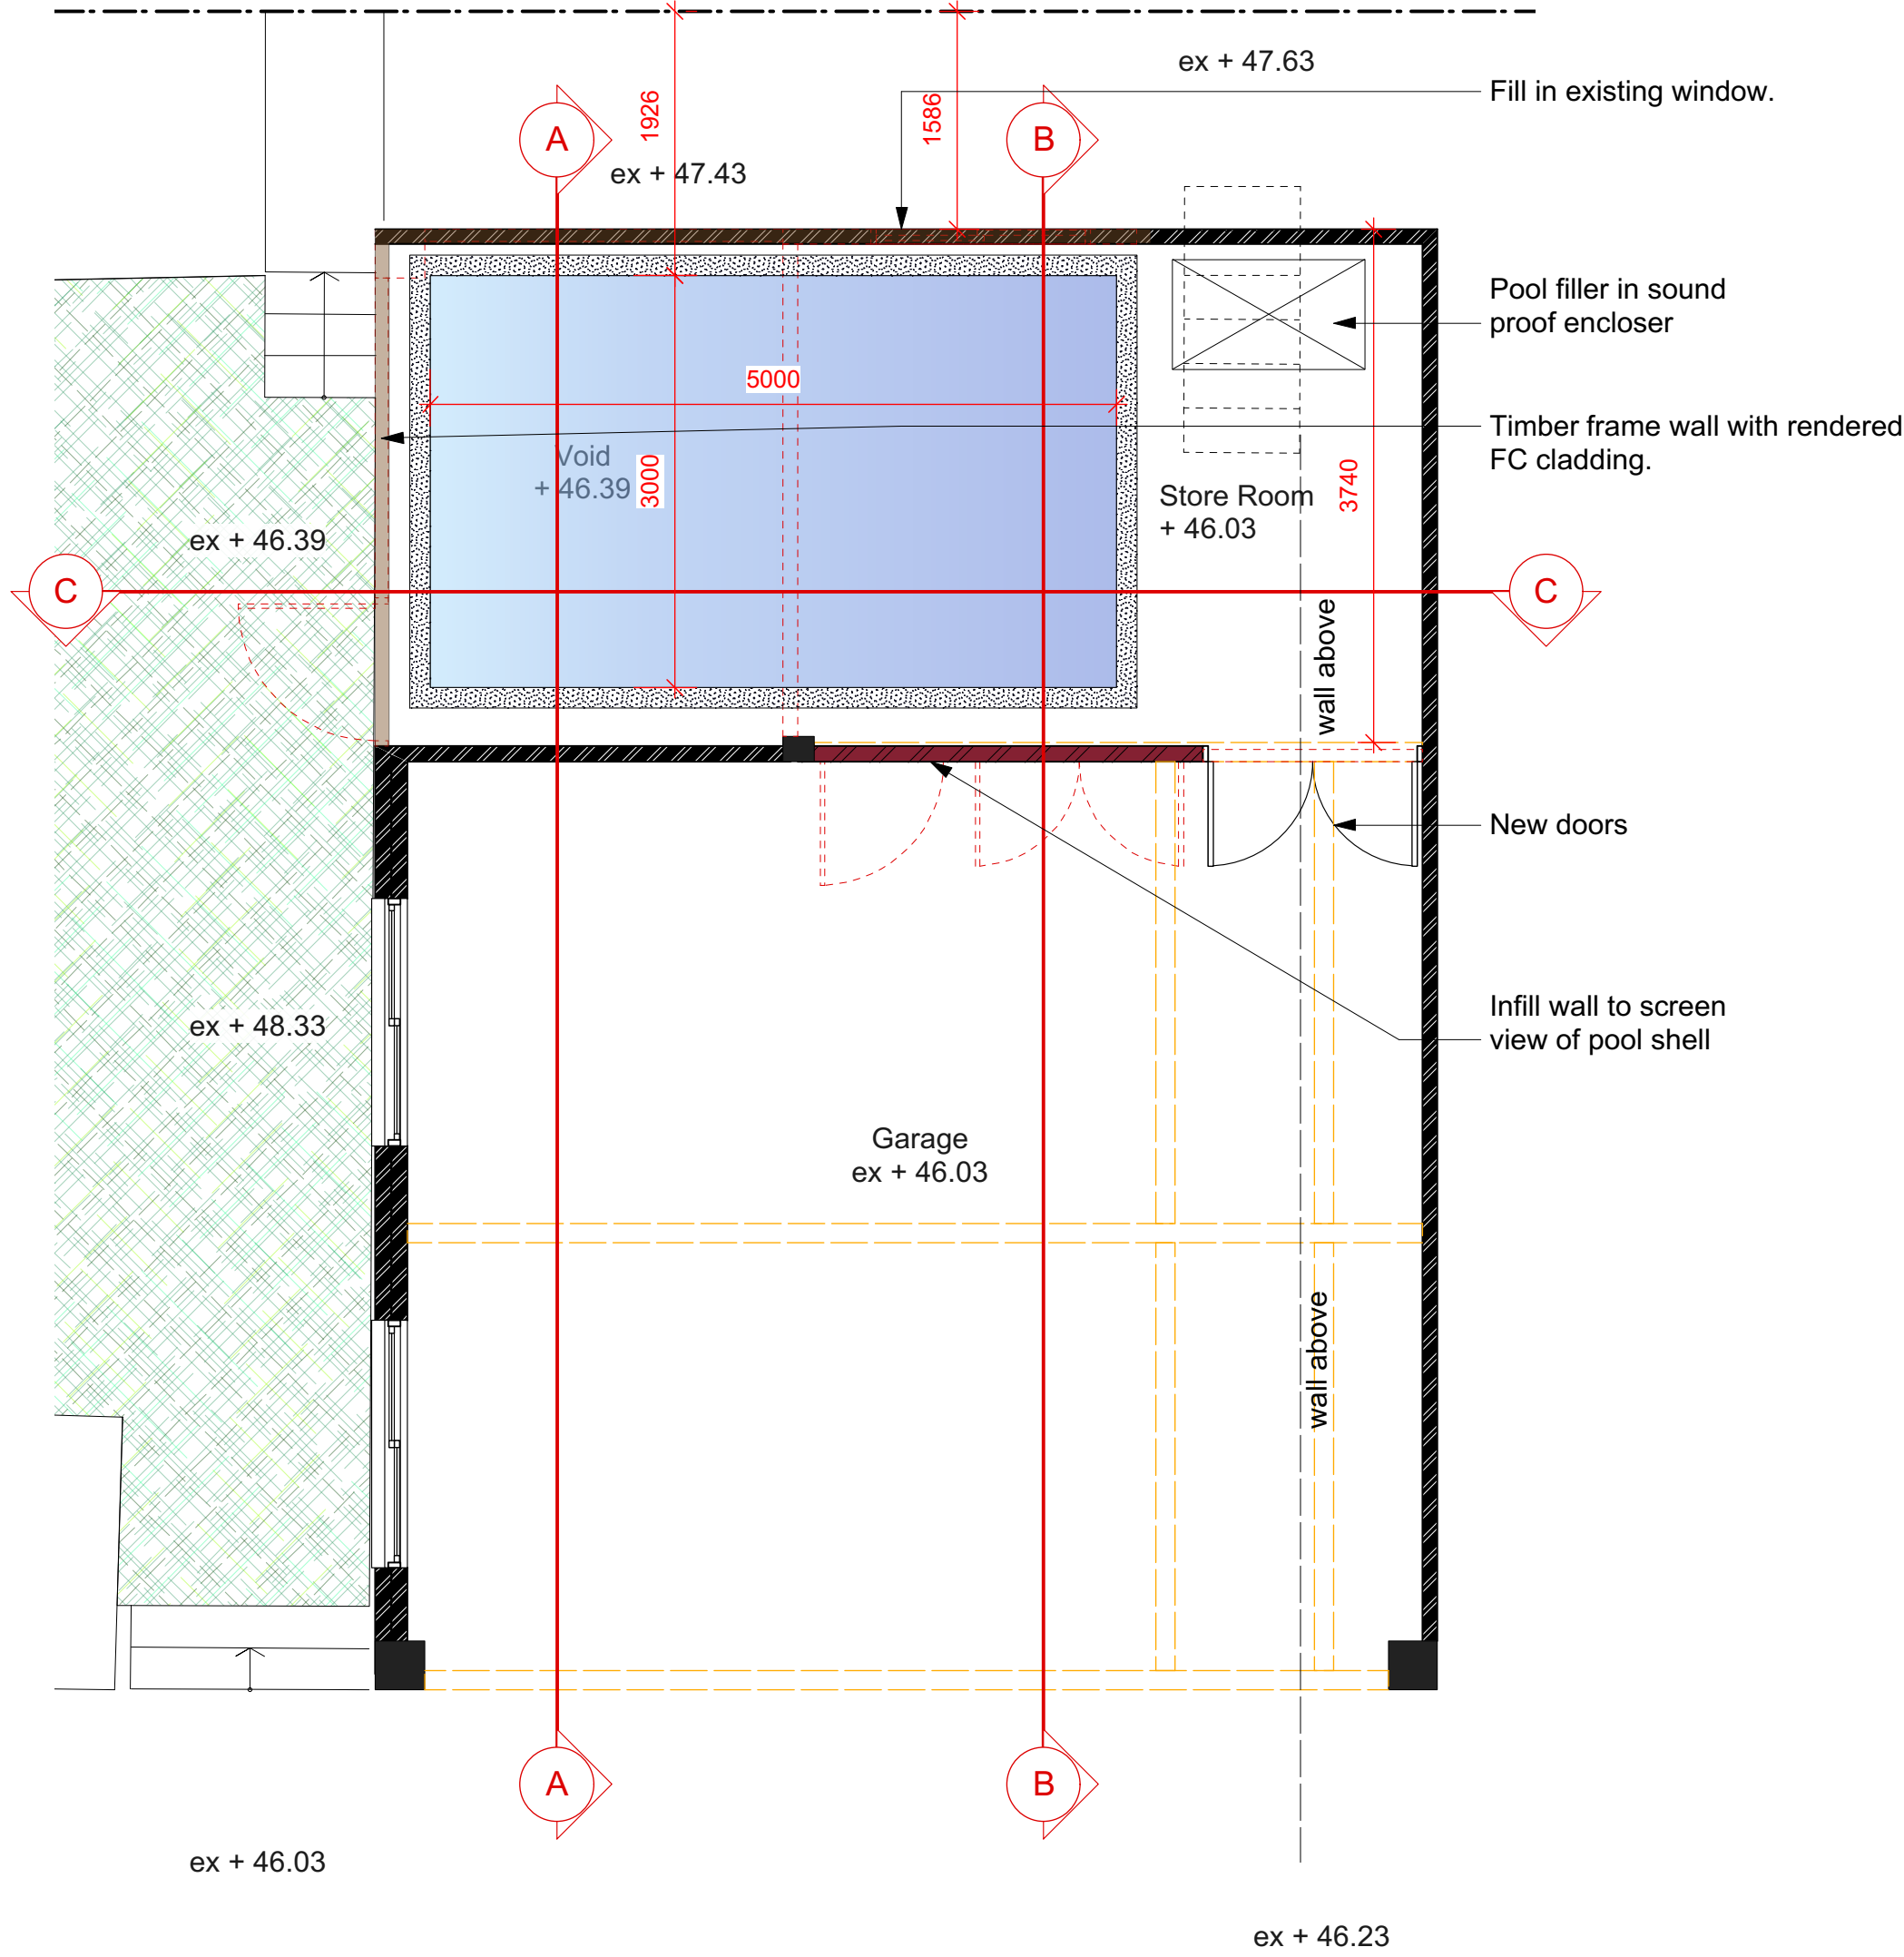 ex + 47.63
Fill in existing window.
1926
1586
A
B
ex + 47.43
Pool filler in sound
proof encloser
5000
Timber frame wall with rendered
FC cladding.
Void
+ 46.39
3000
3740
Store Room
+ 46.03
ex + 46.39
C
C
wall above
New doors
ex + 48.33
Infill wall to screen
view of pool shell
Garage
ex + 46.03
wall above
A
B
ex + 46.03
ex + 46.23